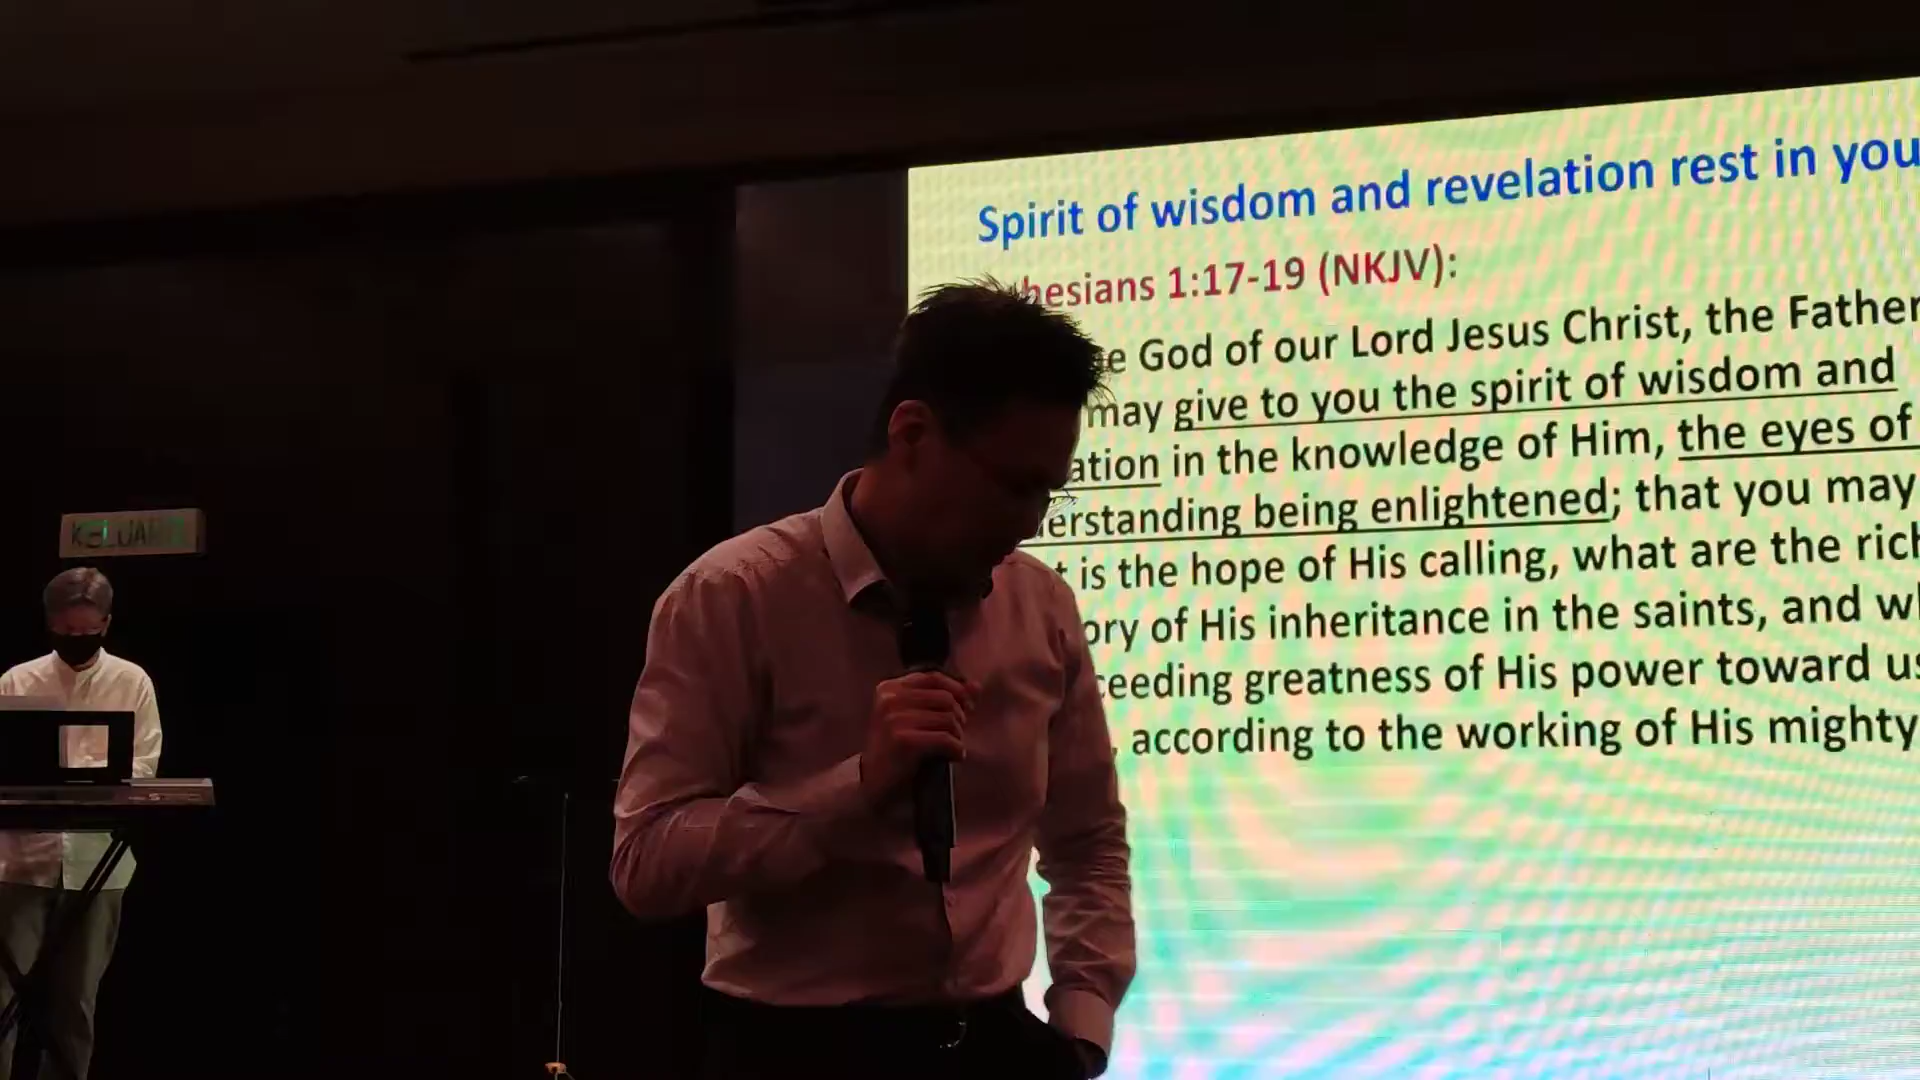 Spirit of wisdom and revelation rest in you
hesians 1:17-19 (NKJV):
e God of our Lord Jesus Christ, the Father
may give to you the spirit of wisdom and
ation in the knowledge of Him, the eyes of
erstanding being enlightened; that you may
t is the hope of His calling, what are the rich
ory of His inheritance in the saints, and wh
ceeding greatness of His power toward us
, according to the working of His mighty
KELUAR